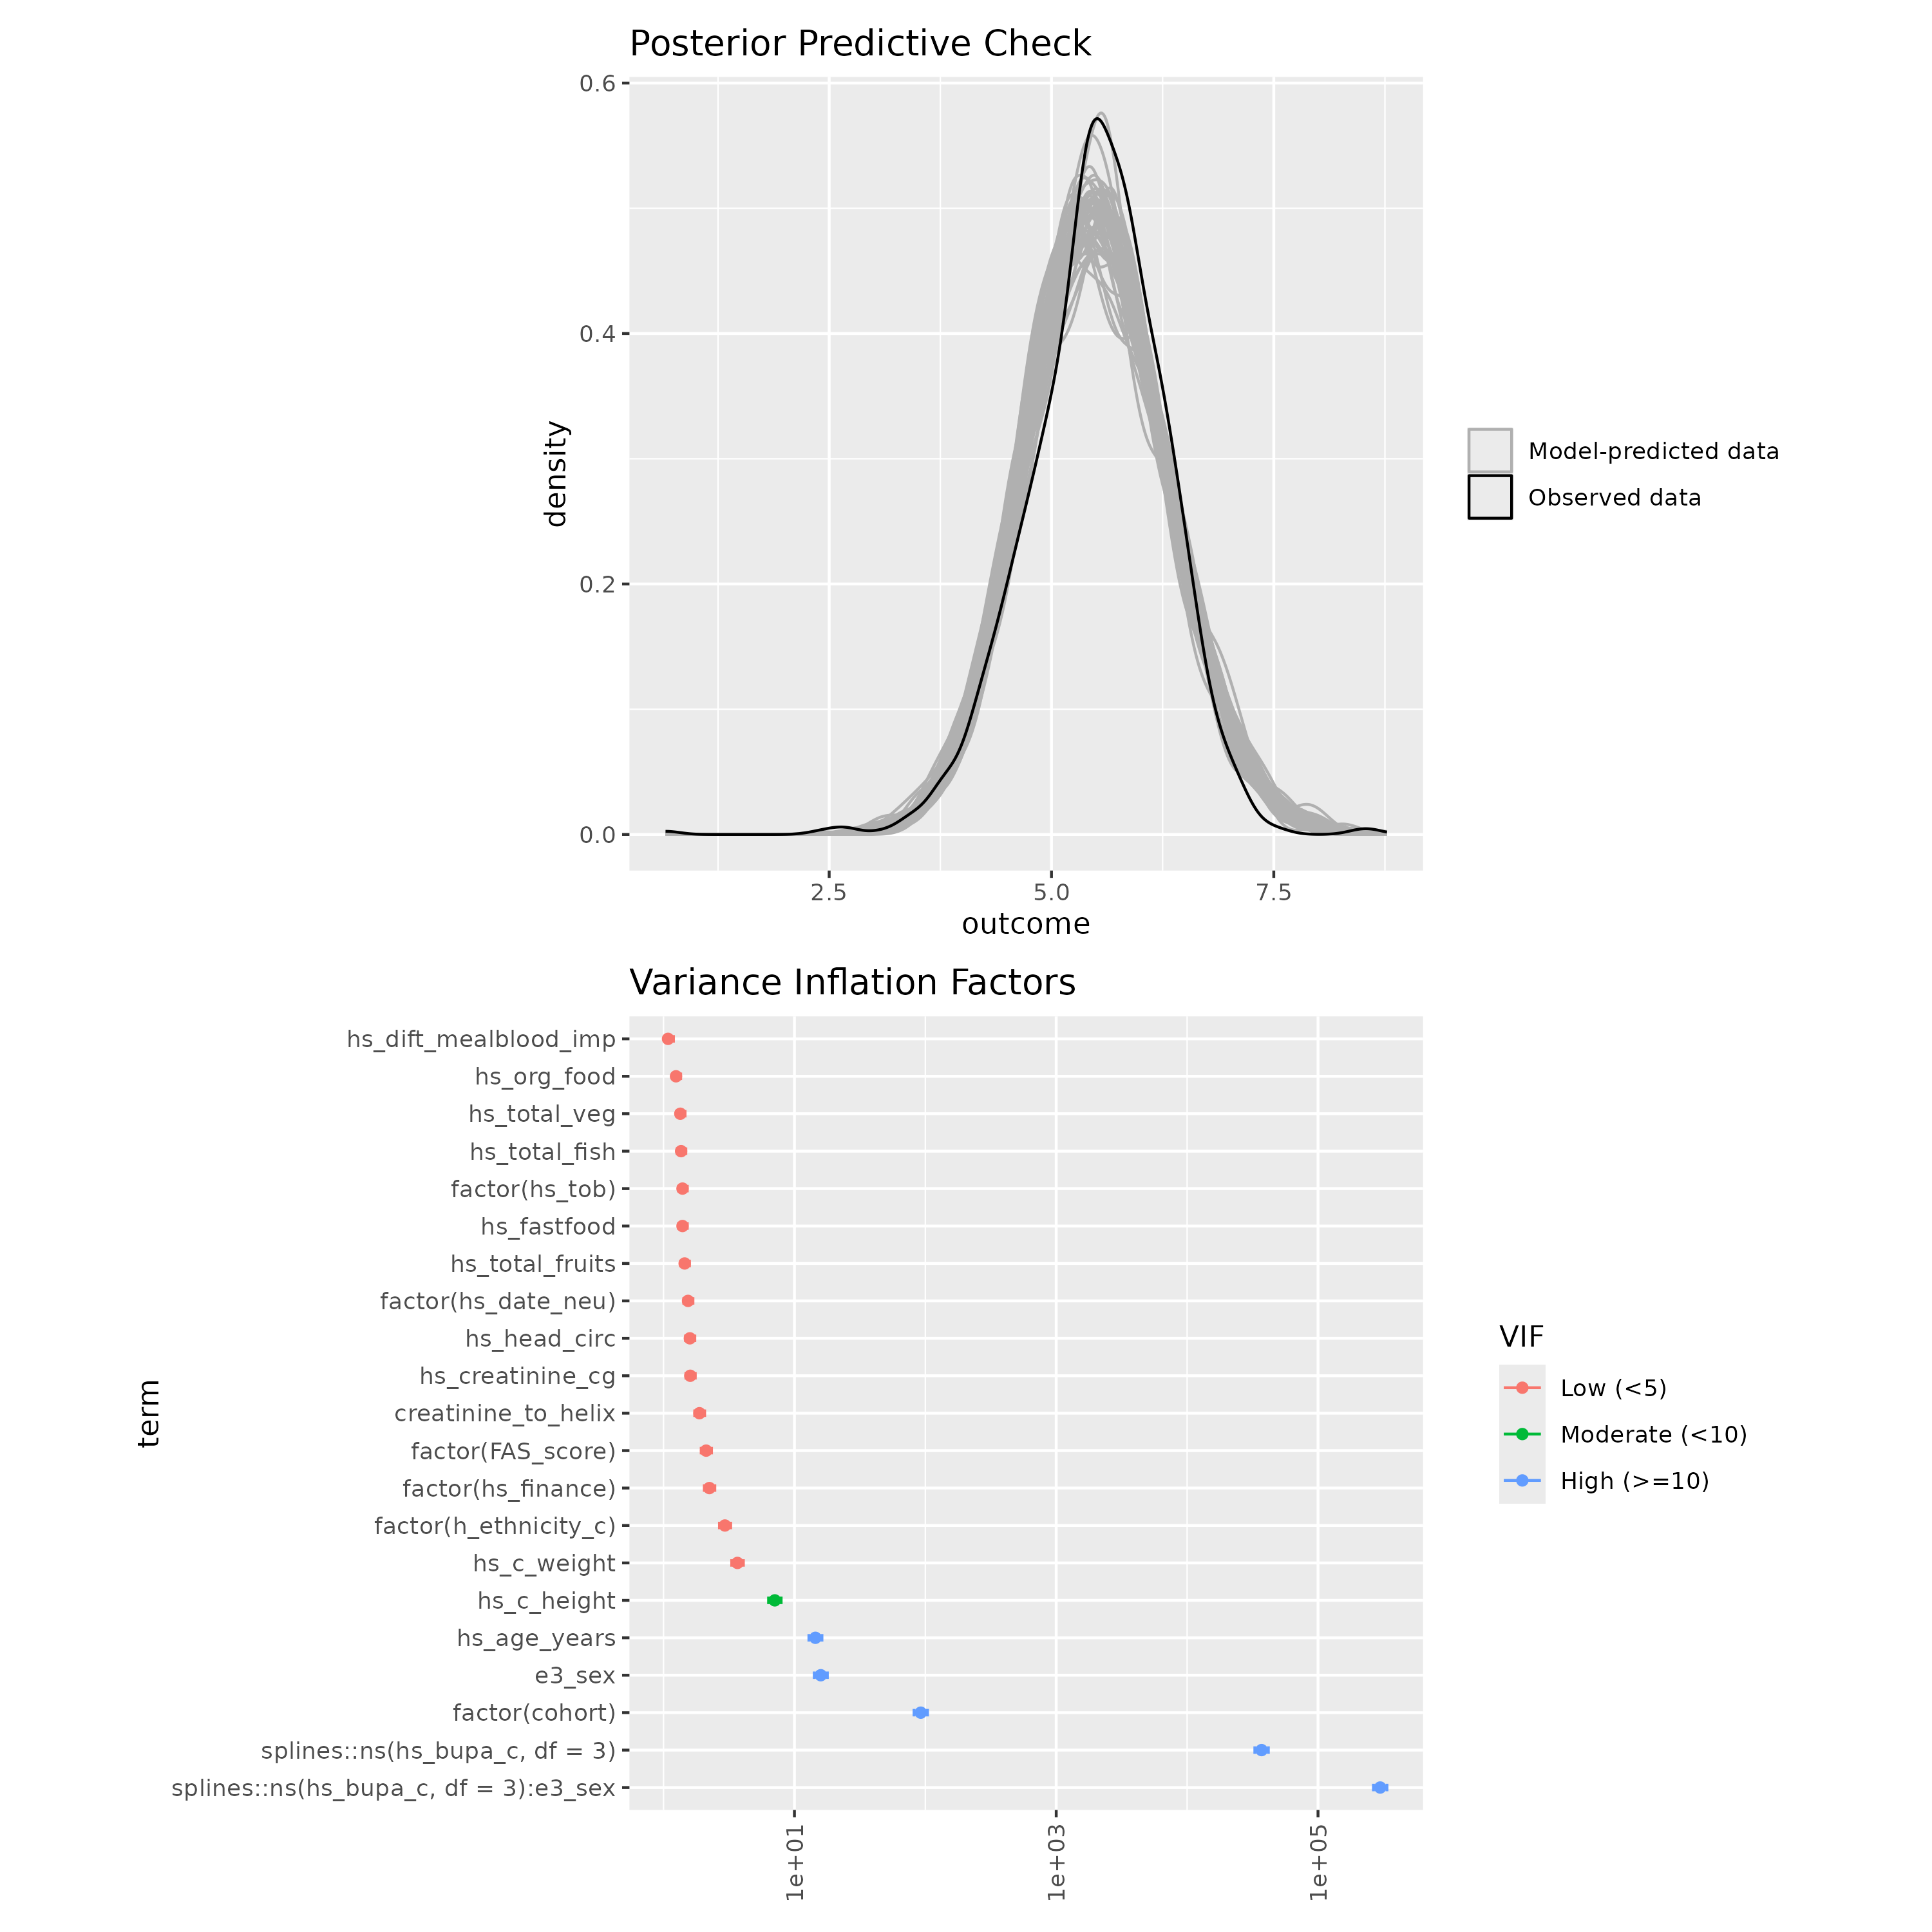 Posterior Predictive Check
0.6
0.4
0.2
0.0
density
2.5 5.0 7.5
outcome
Model-predicted data
Observed data
Variance Inflation Factors
term
hs_dift_mealblood_imp
hs_org_food
hs_total_veg
hs_total_fish
factor(hs_tob)
hs_fastfood
hs_total_fruits
factor(hs_date_neu)
hs_head_circ
hs_creatinine_cg
creatinine_to_helix
factor(FAS_score)
factor(hs_finance)
factor(h_ethnicity_c)
hs_c_weight
hs_c_height
hs_age_years
e3_sex
factor(cohort)
splines::ns(hs_bupa_c, df = 3)
splines::ns(hs_bupa_c, df = 3):e3_sex
1e+01 1e+03 1e+05
VIF
Low (<5)
Moderate (<10)
High (>=10)